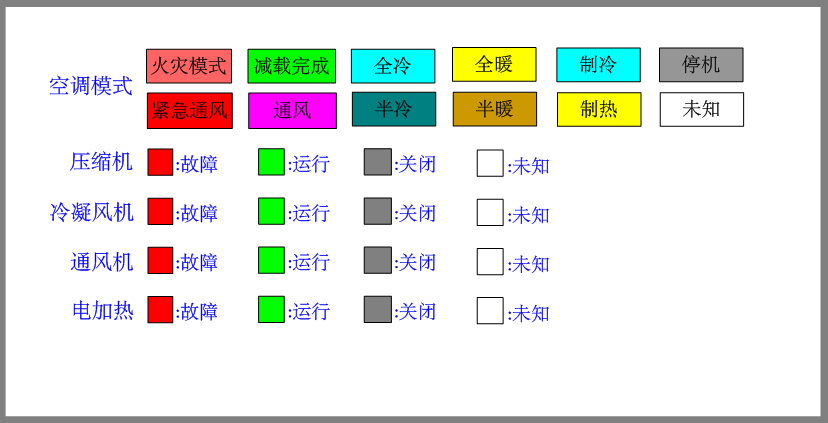 空调模式
火灾模式 减载完成 全冷 全暖 制冷 停机
紧急通风 通风 半冷 半暖 制热 未知
压缩机 :故障 :运行 :关闭 :未知
冷凝风机 :故障 :运行 :关闭 :未知
通风机 :故障 :运行 :关闭 :未知
电加热 :故障 :运行 :关闭 :未知